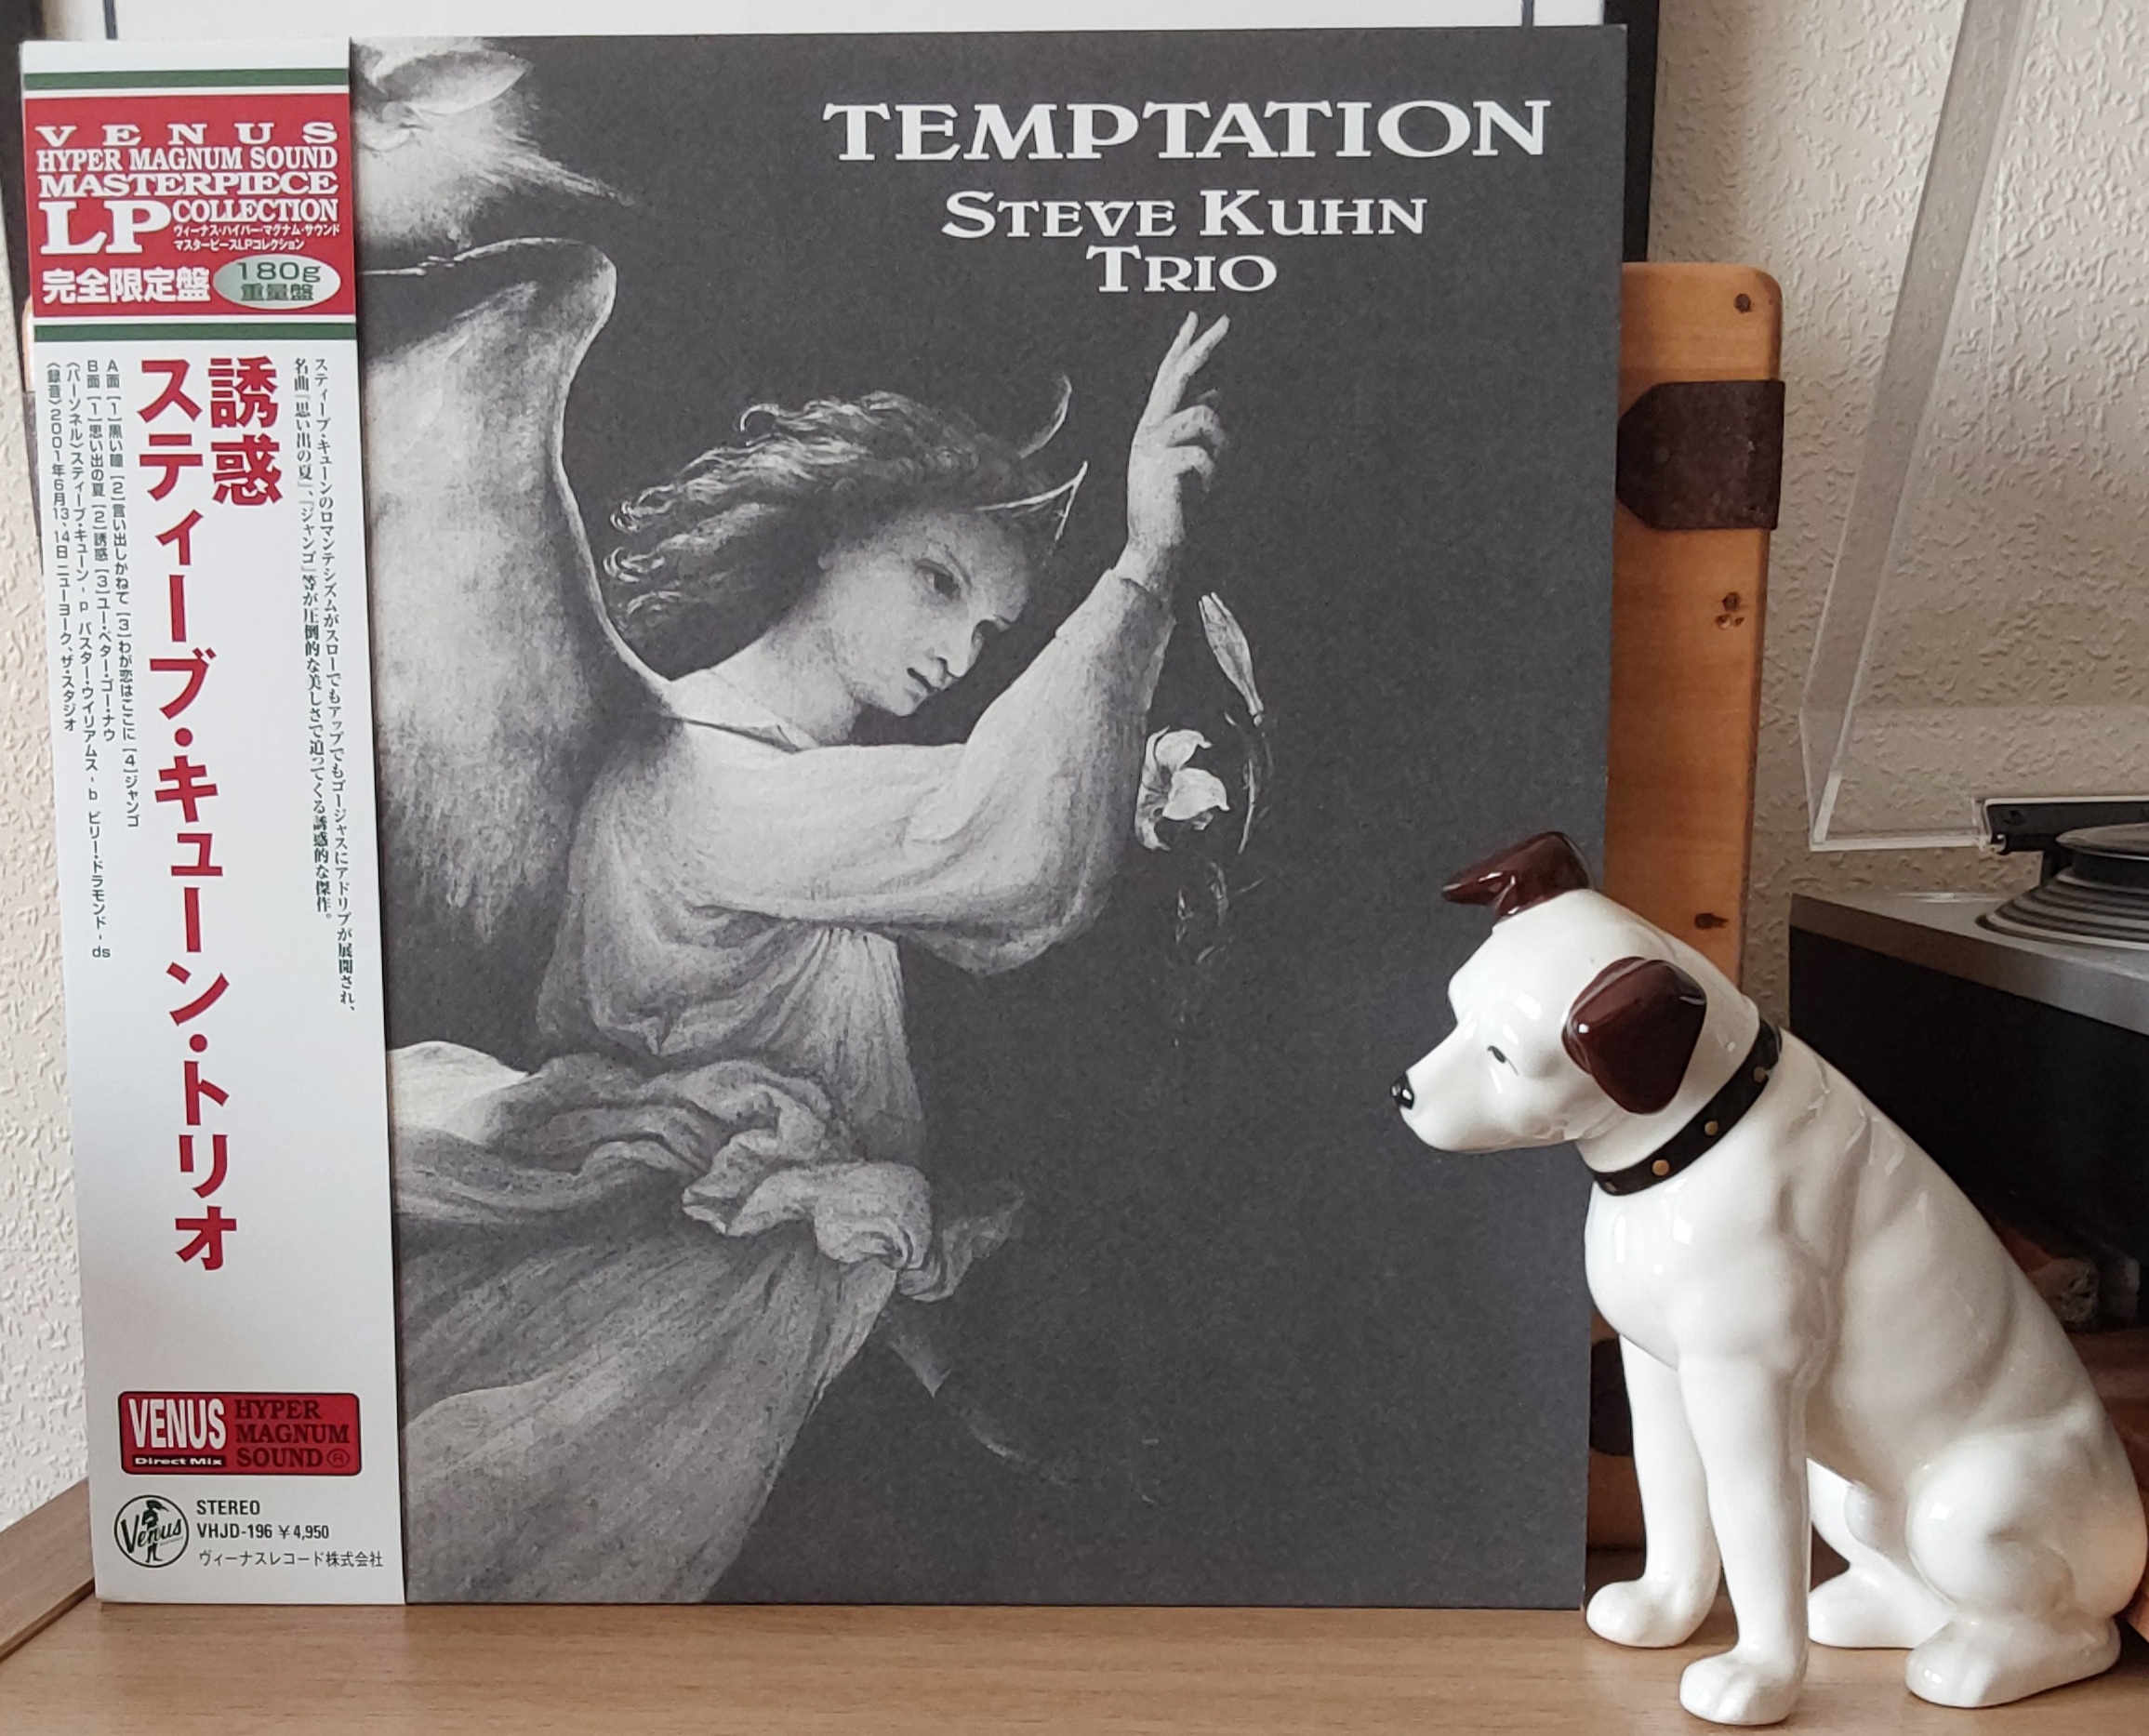 VENUS
HYPER MAGNUM SOUND
MASTERPIECE
LP COLLECTION
ヴィーナス・ハイパー・マグナム・サウンド
マスターピースLPコレクション
完全限定盤
180g
重量盤
スティーブ・キューンのロマンテシズムがスローでもアップでもゴージャスにアドリブが展開され、
名曲『思い出の夏』、『ジャンゴ』等が圧倒的な美しさで迫ってくる誘惑的な傑作。
誘惑
スティーブ・キューン・トリオ
A面 [1]黒い瞳 [2]言い出しかねて [3]わが恋はここに [4]ジャンゴ
B面 [1]思い出の夏 [2]誘惑 [3]ユー・ベター・ゴー・ナウ
《パーソネル》スティーブ・キューン - p バスター・ウイリアムス - b ビリー・ドラモンド - ds
《録音》2001年6月13、14日 ニューヨーク、ザ・スタジオ
VENUS
Direct Mix
HYPER
MAGNUM
SOUND®
Venus
STEREO
VHJD-196 ¥4,950
ヴィーナスレコード株式会社
TEMPTATION
STEVE KUHN
TRIO